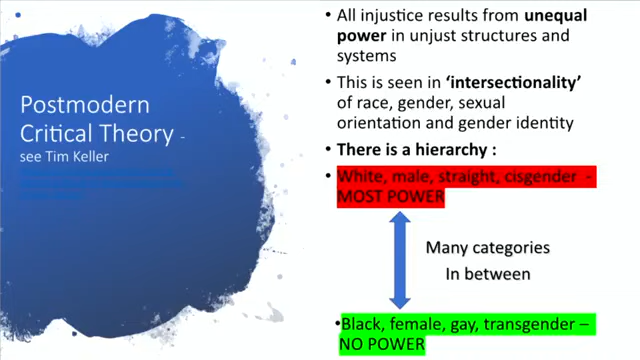 Postmodern
Critical Theory -
see Tim Keller
• All injustice results from unequal
power in unjust structures and
systems
• This is seen in ‘intersectionality’
of race, gender, sexual
orientation and gender identity
• There is a hierarchy :
• White, male, straight, cisgender -
MOST POWER
Many categories
In between
•Black, female, gay, transgender –
NO POWER